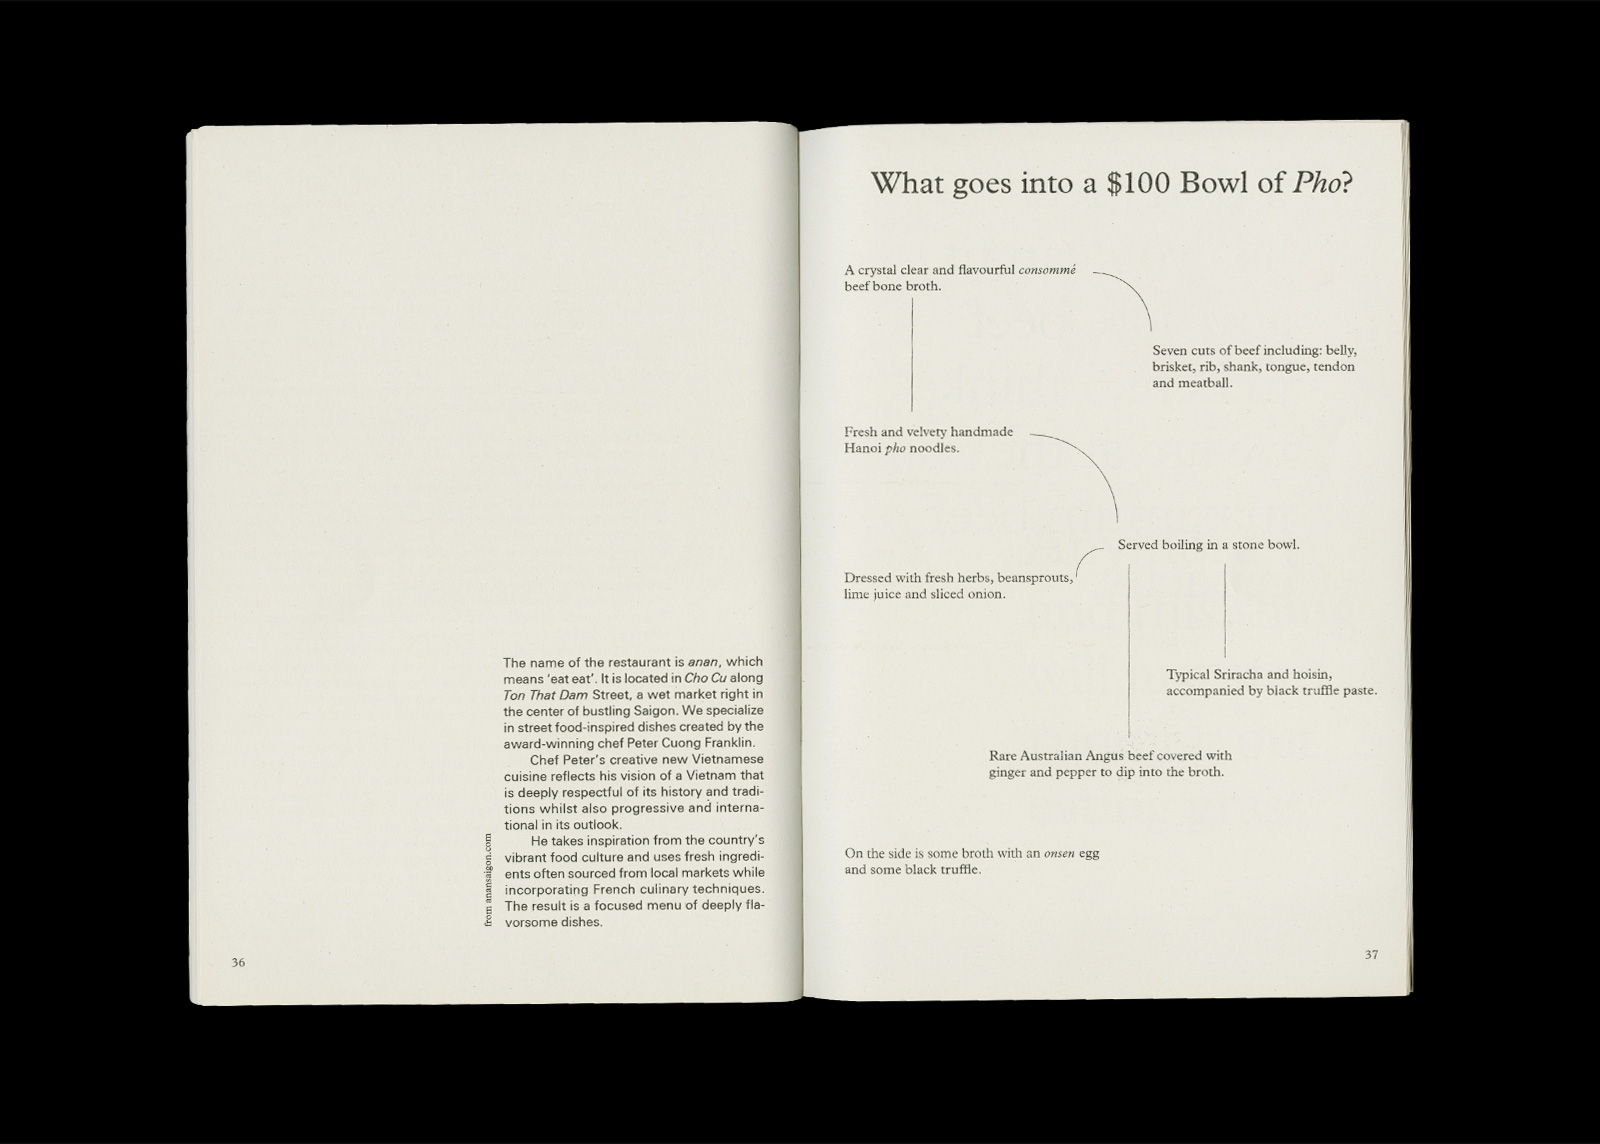 The name of the restaurant is anan, which
means ‘eat eat’. It is located in Cho Cu along
Ton That Dam Street, a wet market right in
the center of bustling Saigon. We specialize
in street food-inspired dishes created by the
award-winning chef Peter Cuong Franklin.
Chef Peter’s creative new Vietnamese
cuisine reflects his vision of a Vietnam that
is deeply respectful of its history and tradi-
tions whilst also progressive and interna-
tional in its outlook.
He takes inspiration from the country’s
vibrant food culture and uses fresh ingredi-
ents often sourced from local markets while
incorporating French culinary techniques.
The result is a focused menu of deeply fla-
vorsome dishes.
from anansaigon.com
36
What goes into a $100 Bowl of Pho?
A crystal clear and flavourful consommé
beef bone broth.
Seven cuts of beef including: belly,
brisket, rib, shank, tongue, tendon
and meatball.
Fresh and velvety handmade
Hanoi pho noodles.
Served boiling in a stone bowl.
Dressed with fresh herbs, beansprouts,
lime juice and sliced onion.
Typical Sriracha and hoisin,
accompanied by black truffle paste.
Rare Australian Angus beef covered with
ginger and pepper to dip into the broth.
On the side is some broth with an onsen egg
and some black truffle.
37